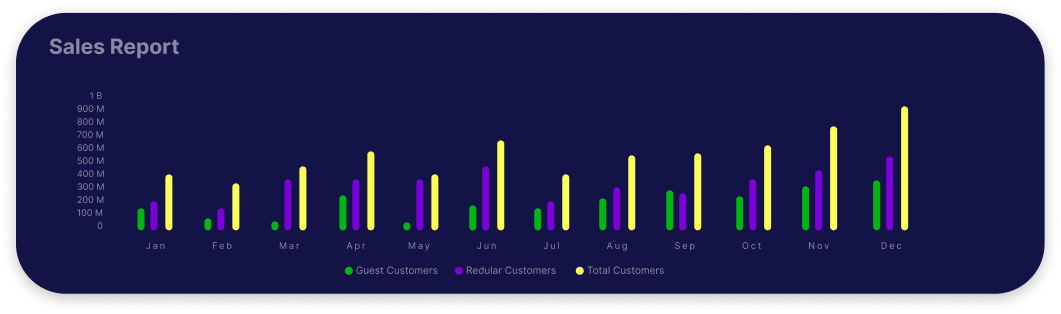 Sales Report
1 B
900 M
800 M
700 M
600 M
500 M
400 M
300 M
200 M
100 M
0
Jan Feb Mar Apr May Jun Jul Aug Sep Oct Nov Dec
Guest Customers Redular Customers Total Customers